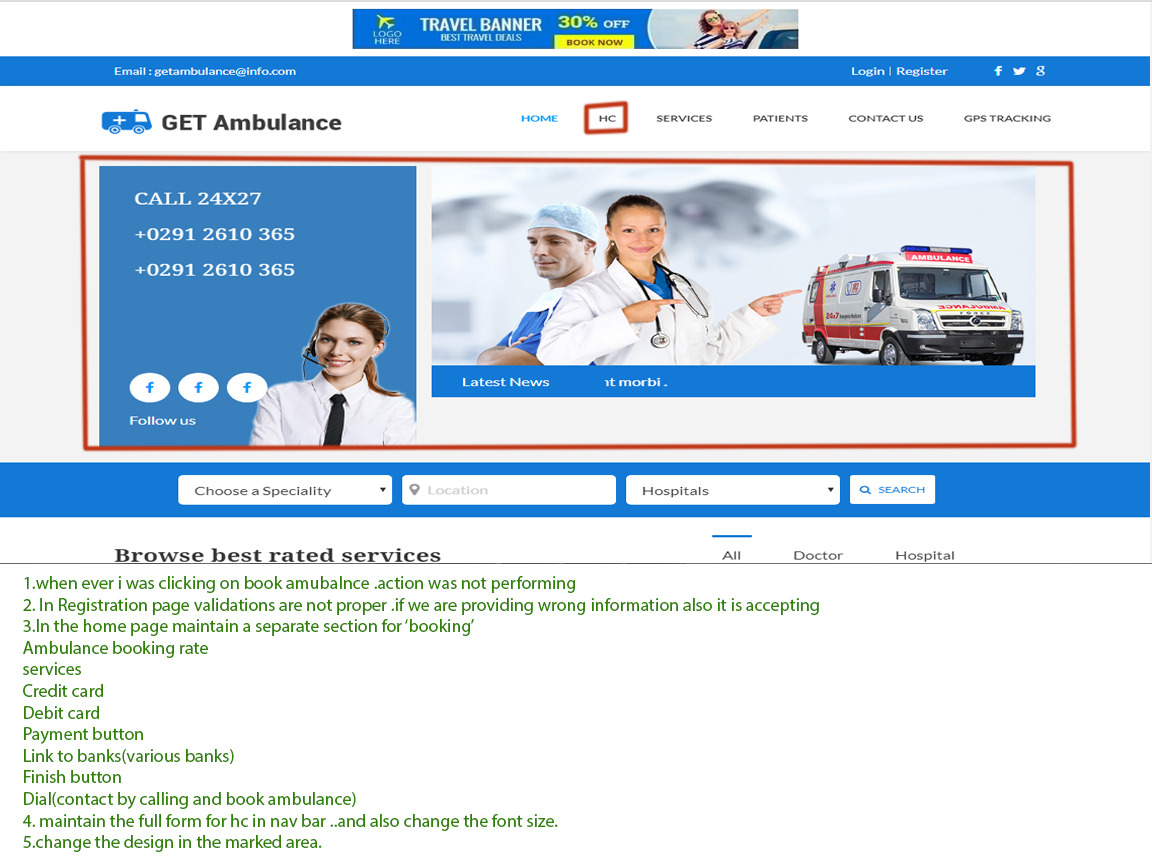 LOGO HERE
TRAVEL BANNER
BEST TRAVEL DEALS
30% OFF
BOOK NOW
Email : getambulance@info.com
Login | Register
GET Ambulance
HOME HC SERVICES PATIENTS CONTACT US GPS TRACKING
CALL 24X27
+0291 2610 365
+0291 2610 365
Follow us
AMBULANCE
24x7
AMBULANCE
FORCE
Latest News nt morbi .
Choose a Speciality Location Hospitals SEARCH
Browse best rated services
All Doctor Hospital
1.when ever i was clicking on book amubalnce .action was not performing
2. In Registration page validations are not proper .if we are providing wrong information also it is accepting
3.In the home page maintain a separate section for ‘booking’
Ambulance booking rate
services
Credit card
Debit card
Payment button
Link to banks(various banks)
Finish button
Dial(contact by calling and book ambulance)
4. maintain the full form for hc in nav bar ..and also change the font size.
5.change the design in the marked area.